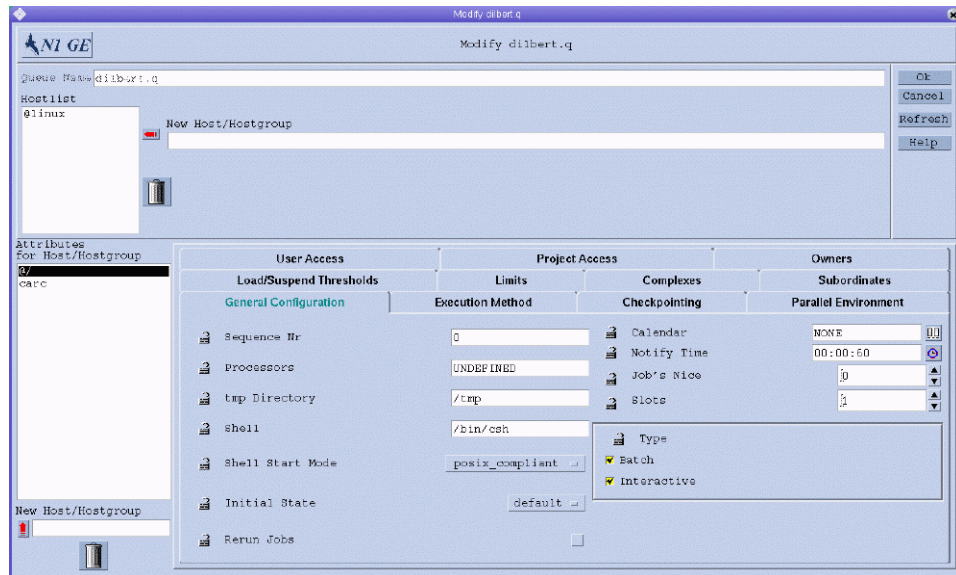 Modify dilbert.q
N1 GE
Modify dilbert.q
Queue Name dilbert.q
Ok
Hostlist
Cancel
@linux
Refresh
New Host/Hostgroup
Help
Attributes
for Host/Hostgroup
@/
carc
User Access Project Access Owners
Load/Suspend Thresholds Limits Complexes Subordinates
General Configuration Execution Method Checkpointing Parallel Environment
Sequence Nr 0
Processors UNDEFINED
tmp Directory /tmp
Shell /bin/csh
Shell Start Mode posix_compliant
Initial State default
Rerun Jobs
Calendar NONE
Notify Time 00:00:60
Job's Nice 0
Slots 1
Type
Batch
Interactive
New Host/Hostgroup